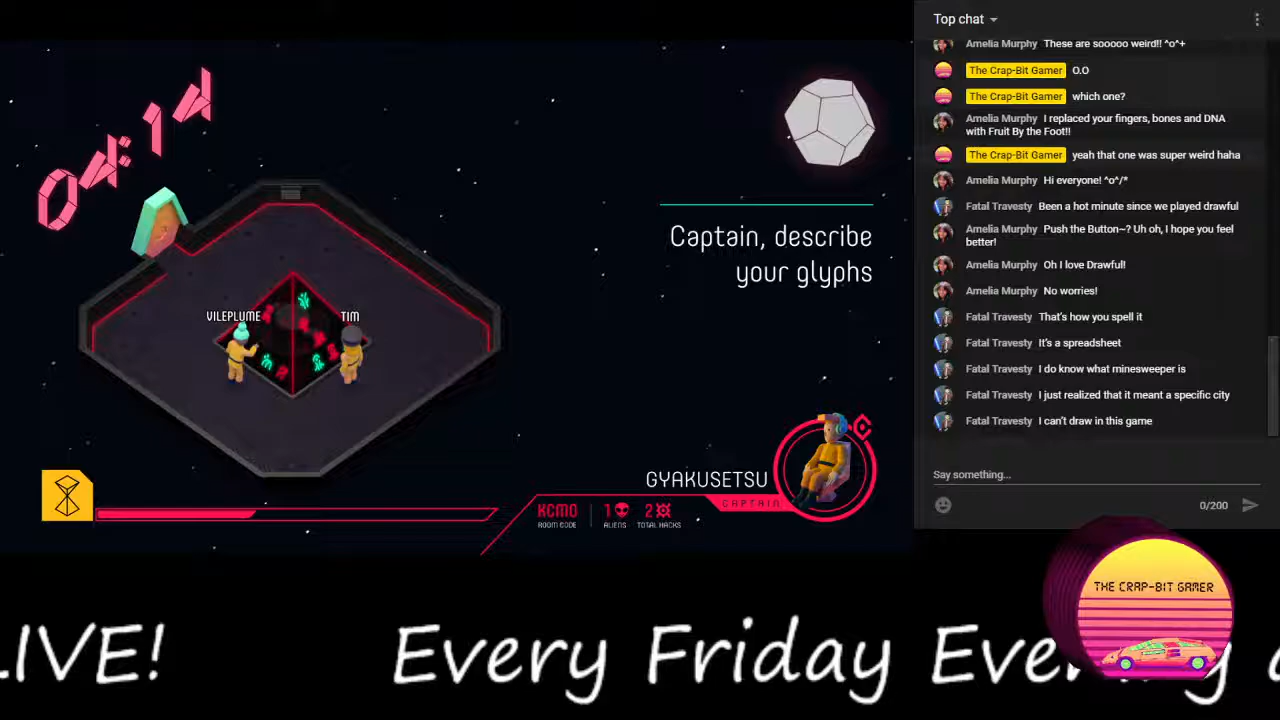 04:14
VILEPLUME
TIM
Captain, describe
your glyphs
GYAKUSETSU
CAPTAIN
KCMO
ROOM CODE
1
ALIENS
2
TOTAL HACKS
Top chat
Amelia Murphy These are sooooo weird!! ^o^+
The Crap-Bit Gamer O.O
The Crap-Bit Gamer which one?
Amelia Murphy I replaced your fingers, bones and DNA
with Fruit By the Foot!!
The Crap-Bit Gamer yeah that one was super weird haha
Amelia Murphy Hi everyone! ^o^/*
Fatal Travesty Been a hot minute since we played drawful
Amelia Murphy Push the Button~? Uh oh, I hope you feel
better!
Amelia Murphy Oh I love Drawful!
Amelia Murphy No worries!
Fatal Travesty That's how you spell it
Fatal Travesty It's a spreadsheet
Fatal Travesty I do know what minesweeper is
Fatal Travesty I just realized that it meant a specific city
Fatal Travesty I can't draw in this game
Say something...
0/200
THE CRAP-BIT GAMER
LIVE! Every Friday Evening